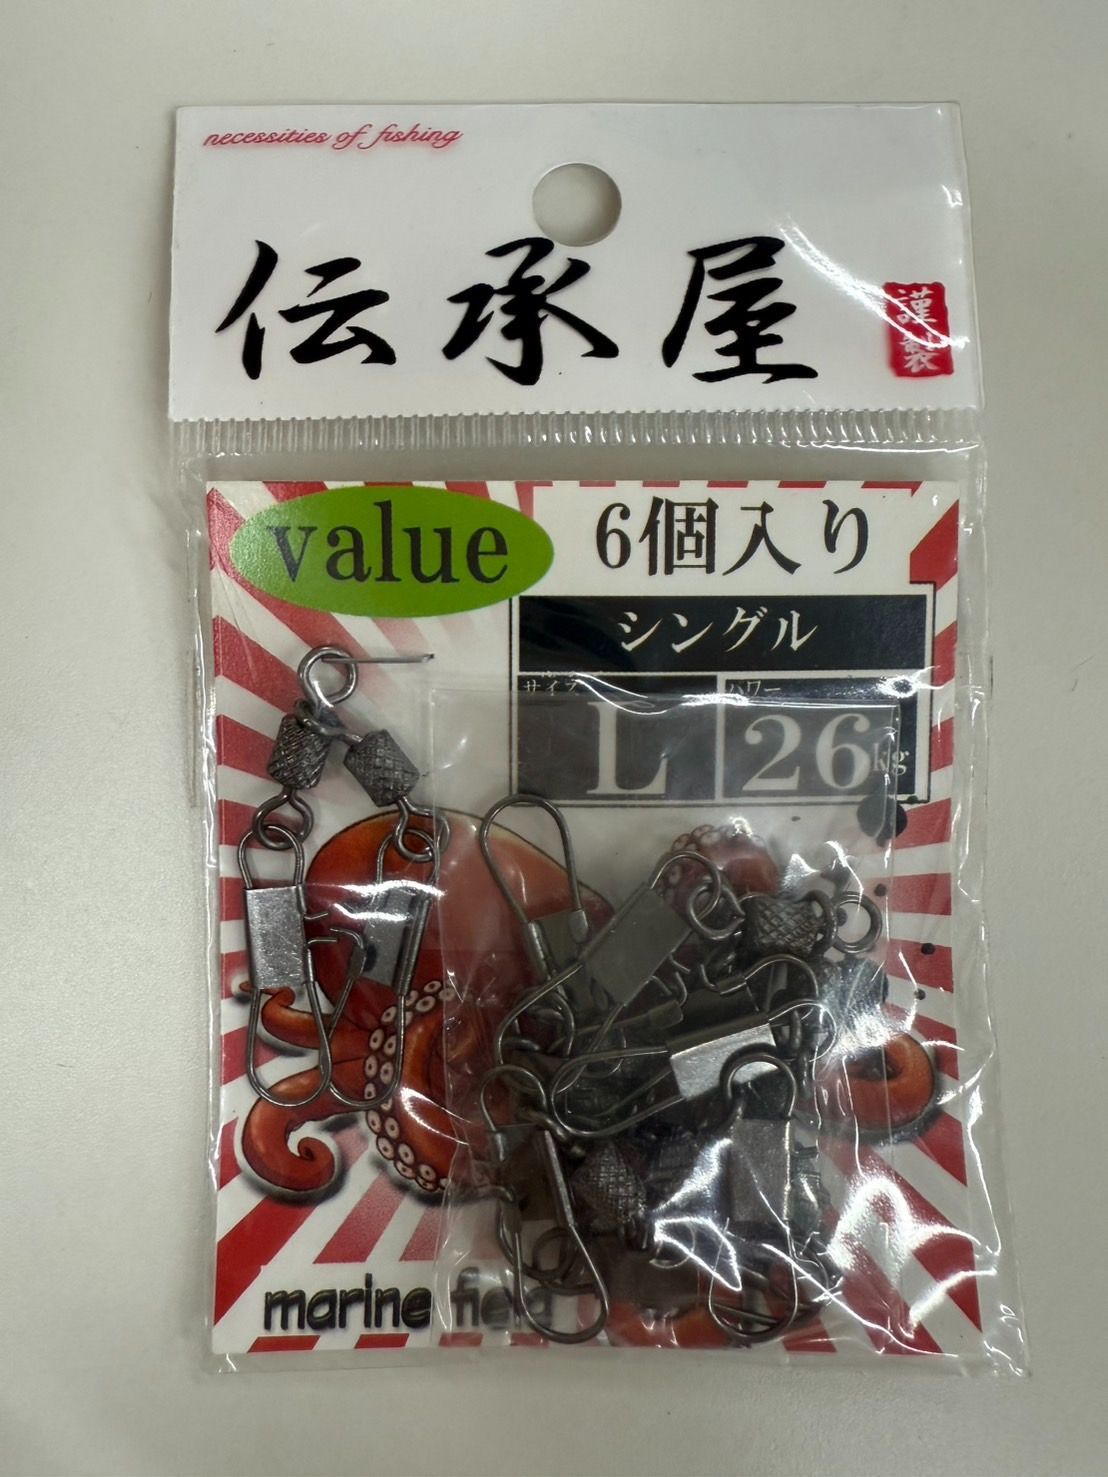 necessities of fishing
伝承屋
謹製
value
6個入り
シングル
サイズ
パワー
L
26kg
marine field